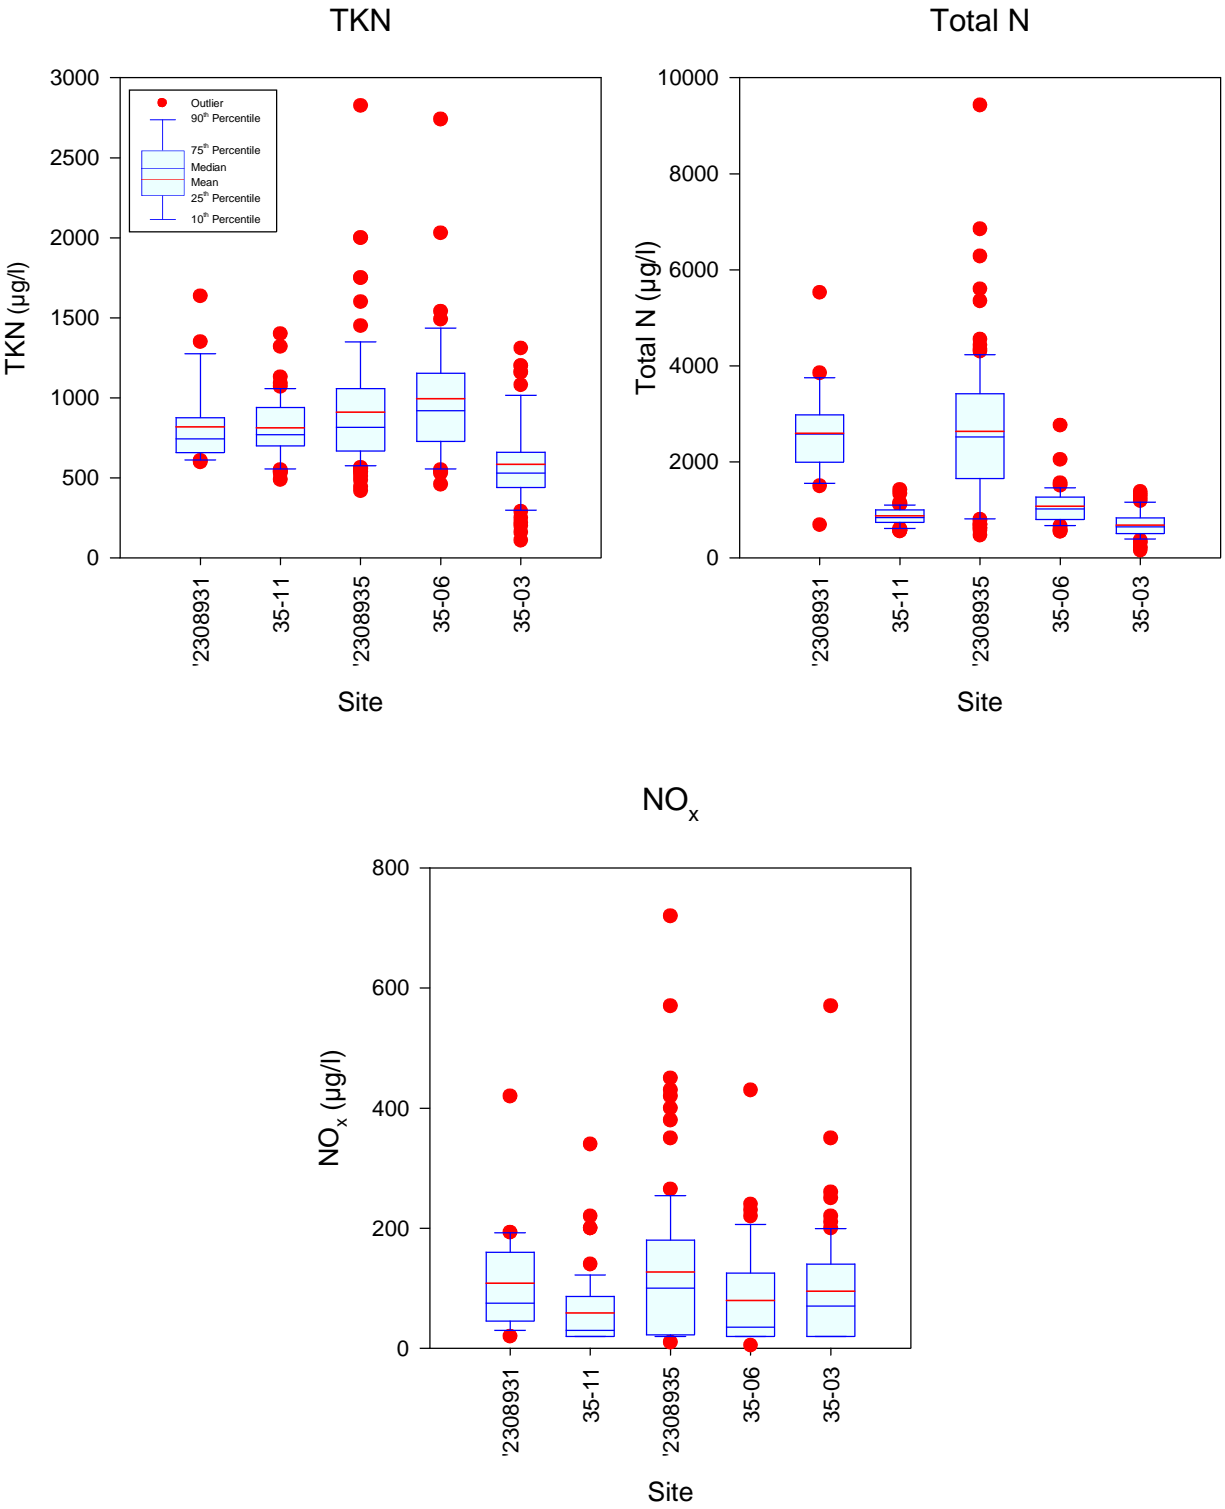 TKN
Total N
3000
2500
2000
1500
1000
500
0
TKN (µg/l)
Outlier
90th Percentile
75th Percentile
Median
Mean
25th Percentile
10th Percentile
'2308931
35-11
'2308935
35-06
35-03
Site
10000
8000
6000
4000
2000
0
Total N (µg/l)
'2308931
35-11
'2308935
35-06
35-03
Site
NOx
800
600
400
200
0
NOx (µg/l)
'2308931
35-11
'2308935
35-06
35-03
Site